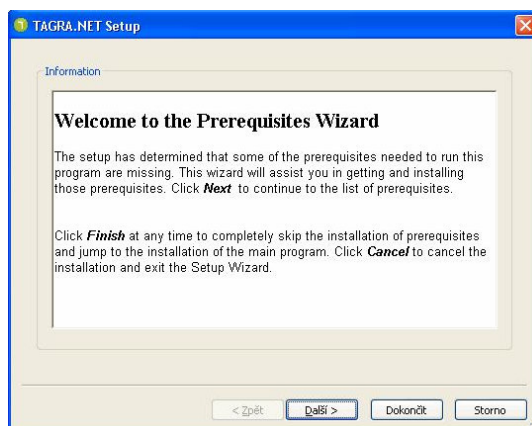 TAGRA.NET Setup
Information
Welcome to the Prerequisites Wizard
The setup has determined that some of the prerequisites needed to run this
program are missing. This wizard will assist you in getting and installing
those prerequisites. Click Next to continue to the list of prerequisites.
Click Finish at any time to completely skip the installation of prerequisites
and jump to the installation of the main program. Click Cancel to cancel the
installation and exit the Setup Wizard.
< Zpět
Další >
Dokončit
Storno